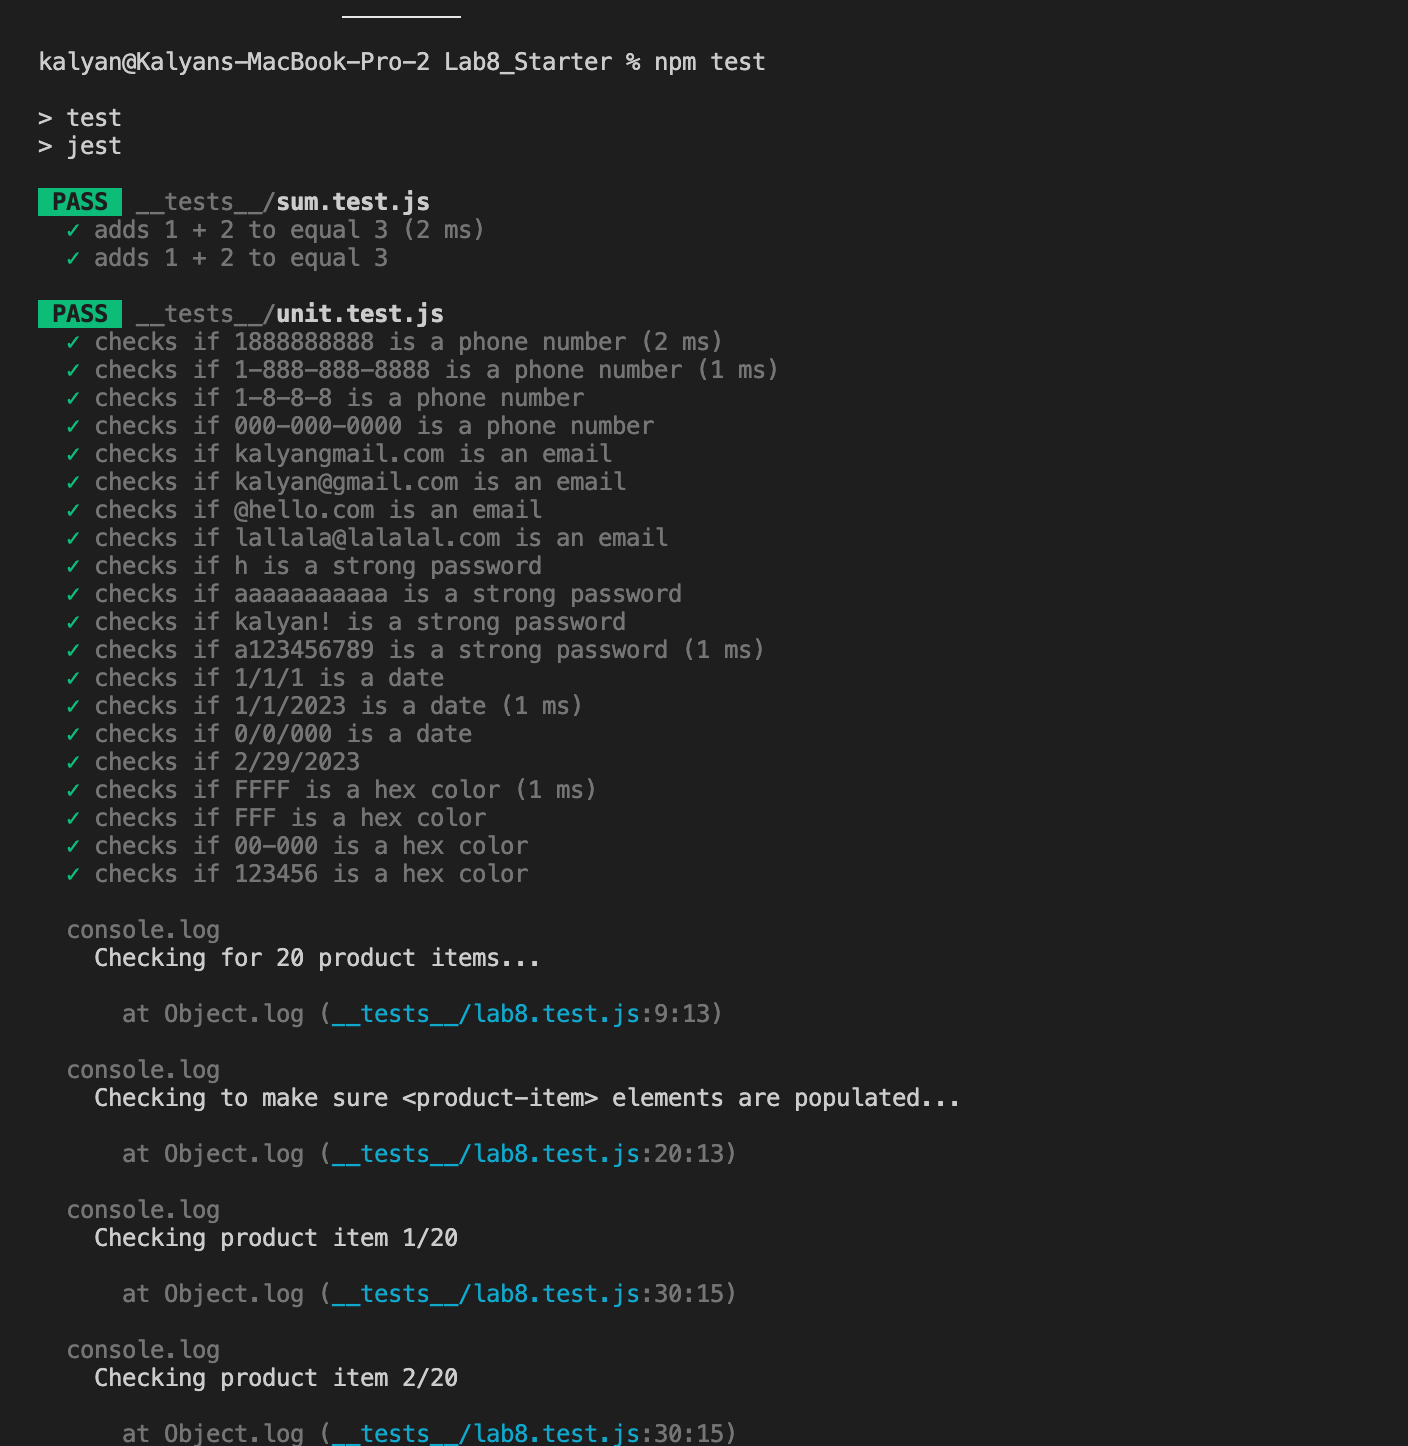 kalyan@Kalyans-MacBook-Pro-2 Lab8_Starter % npm test
> test
> jest
PASS __tests__/sum.test.js
✓ adds 1 + 2 to equal 3 (2 ms)
✓ adds 1 + 2 to equal 3
PASS __tests__/unit.test.js
✓ checks if 1888888888 is a phone number (2 ms)
✓ checks if 1-888-888-8888 is a phone number (1 ms)
✓ checks if 1-8-8-8 is a phone number
✓ checks if 000-000-0000 is a phone number
✓ checks if kalyangmail.com is an email
✓ checks if kalyan@gmail.com is an email
✓ checks if @hello.com is an email
✓ checks if lallala@lalalal.com is an email
✓ checks if h is a strong password
✓ checks if aaaaaaaaaaa is a strong password
✓ checks if kalyan! is a strong password
✓ checks if a123456789 is a strong password (1 ms)
✓ checks if 1/1/1 is a date
✓ checks if 1/1/2023 is a date (1 ms)
✓ checks if 0/0/000 is a date
✓ checks if 2/29/2023
✓ checks if FFFF is a hex color (1 ms)
✓ checks if FFF is a hex color
✓ checks if 00-000 is a hex color
✓ checks if 123456 is a hex color
console.log
Checking for 20 product items...
at Object.log (__tests__/lab8.test.js:9:13)
console.log
Checking to make sure <product-item> elements are populated...
at Object.log (__tests__/lab8.test.js:20:13)
console.log
Checking product item 1/20
at Object.log (__tests__/lab8.test.js:30:15)
console.log
Checking product item 2/20
at Object.log (__tests__/lab8.test.js:30:15)